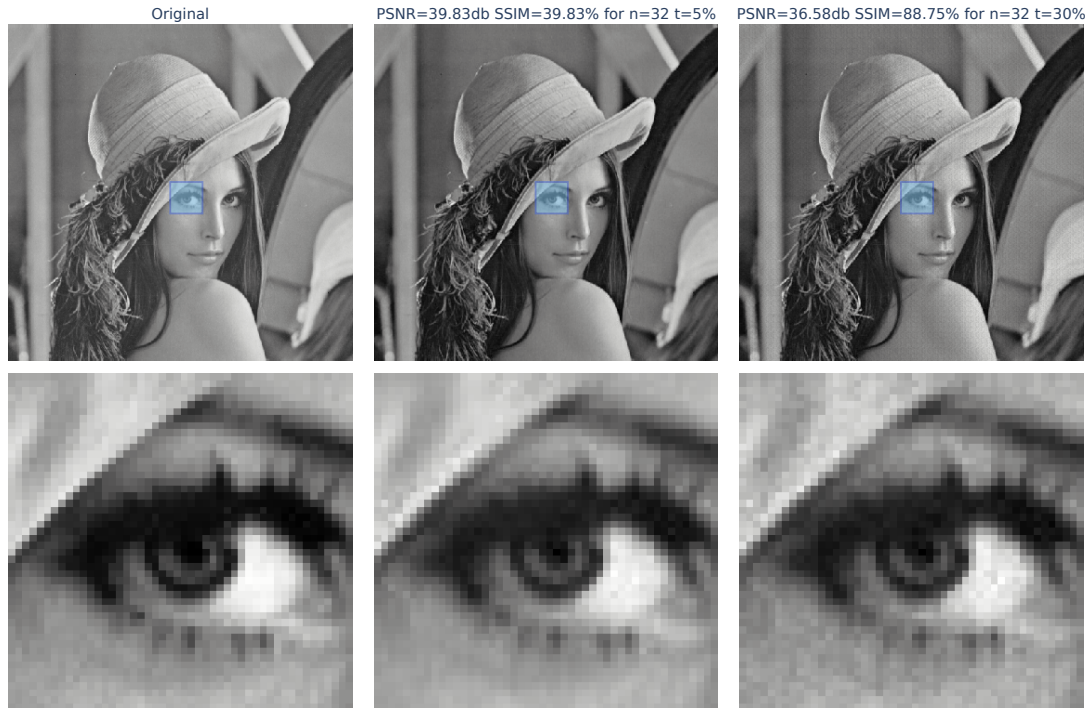 Original
PSNR=39.83db SSIM=39.83% for n=32 t=5%
PSNR=36.58db SSIM=88.75% for n=32 t=30%